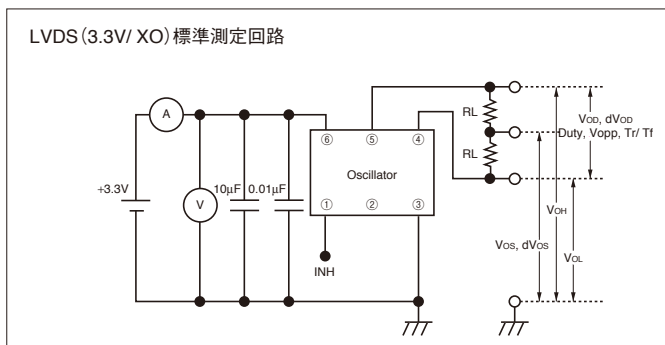 LVDS(3.3V/ XO)標準測定回路
A
⑥
⑤
④
RL
RL
VOD, dVOD
Duty, Vopp, Tr/ Tf
+3.3V
V
10μF
0.01μF
Oscillator
①
②
③
INH
VOS, dVOS
VOH
VOL